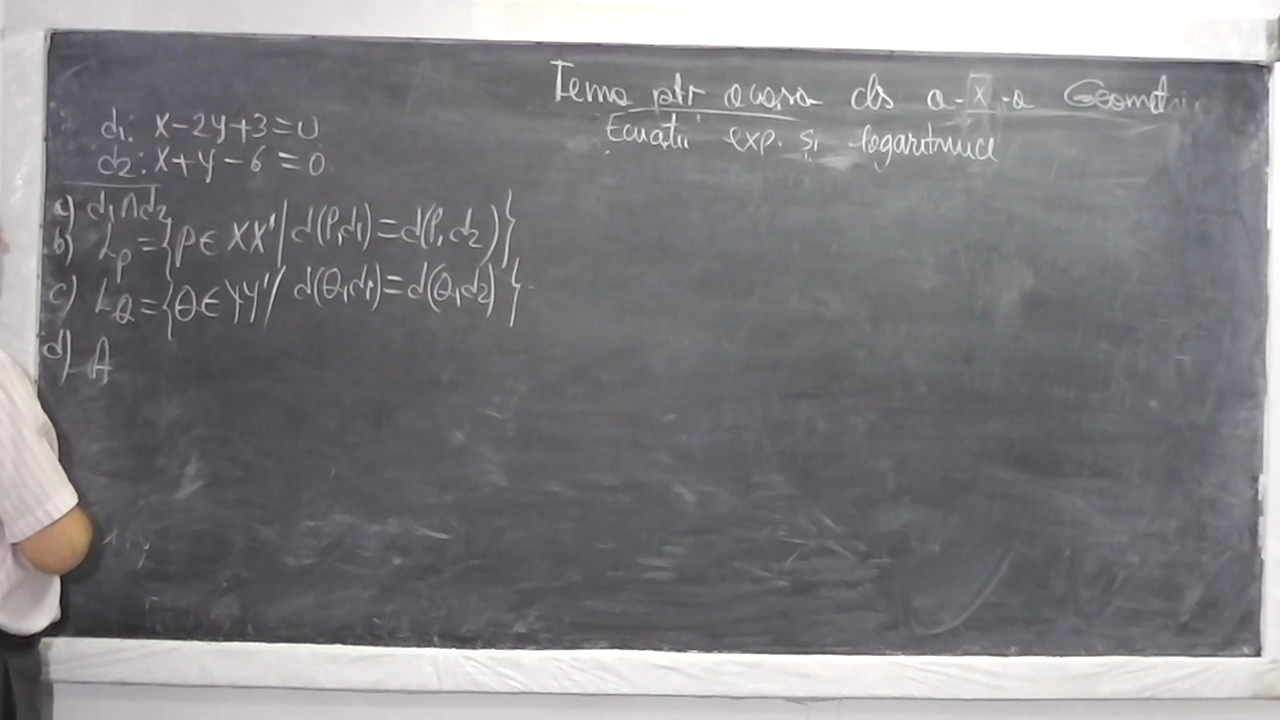 Tema ptr acasa cls a-X-a Geometri
Ecuatii exp. si logaritmice
d1: x-2y+3=0
d2: x+y-6=0
a) d1∩d2
b) Lp={P∈XX'/d(P,d1)=d(P,d2)}
c) LQ={Q∈YY'/d(Q,d1)=d(Q,d2)}
d) A